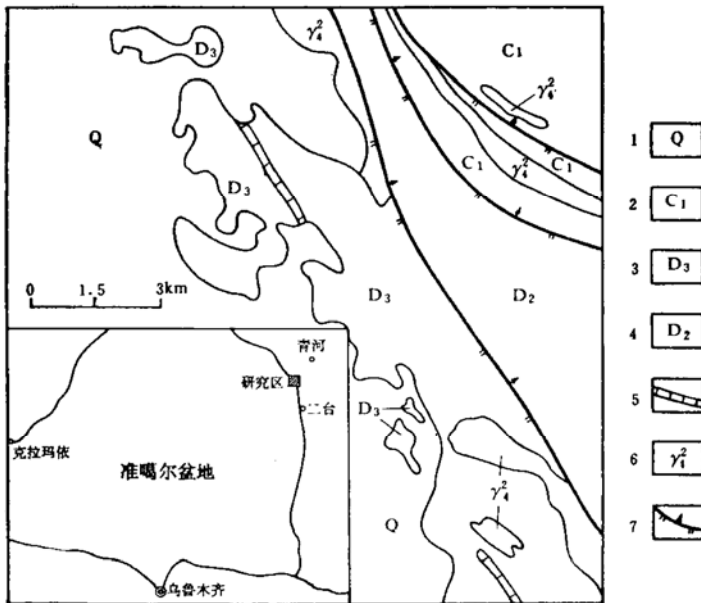 D₃
γ₄²
C₁
γ₄²
Q
C₁
γ₄²
C₁
D₃
0 1.5 3km
D₃
D₂
青河
研究区
二台
克拉玛依
准噶尔盆地
乌鲁木齐
D₃
γ₄²
Q
1 Q
2 C₁
3 D₃
4 D₂
5
6 γ₄²
7